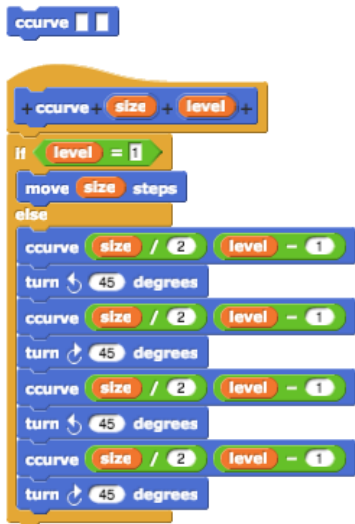 ccurve
+ ccurve + size + level +
if level = 1
move size steps
else
ccurve size / 2 level - 1
turn 45 degrees
ccurve size / 2 level - 1
turn 45 degrees
ccurve size / 2 level - 1
turn 45 degrees
ccurve size / 2 level - 1
turn 45 degrees